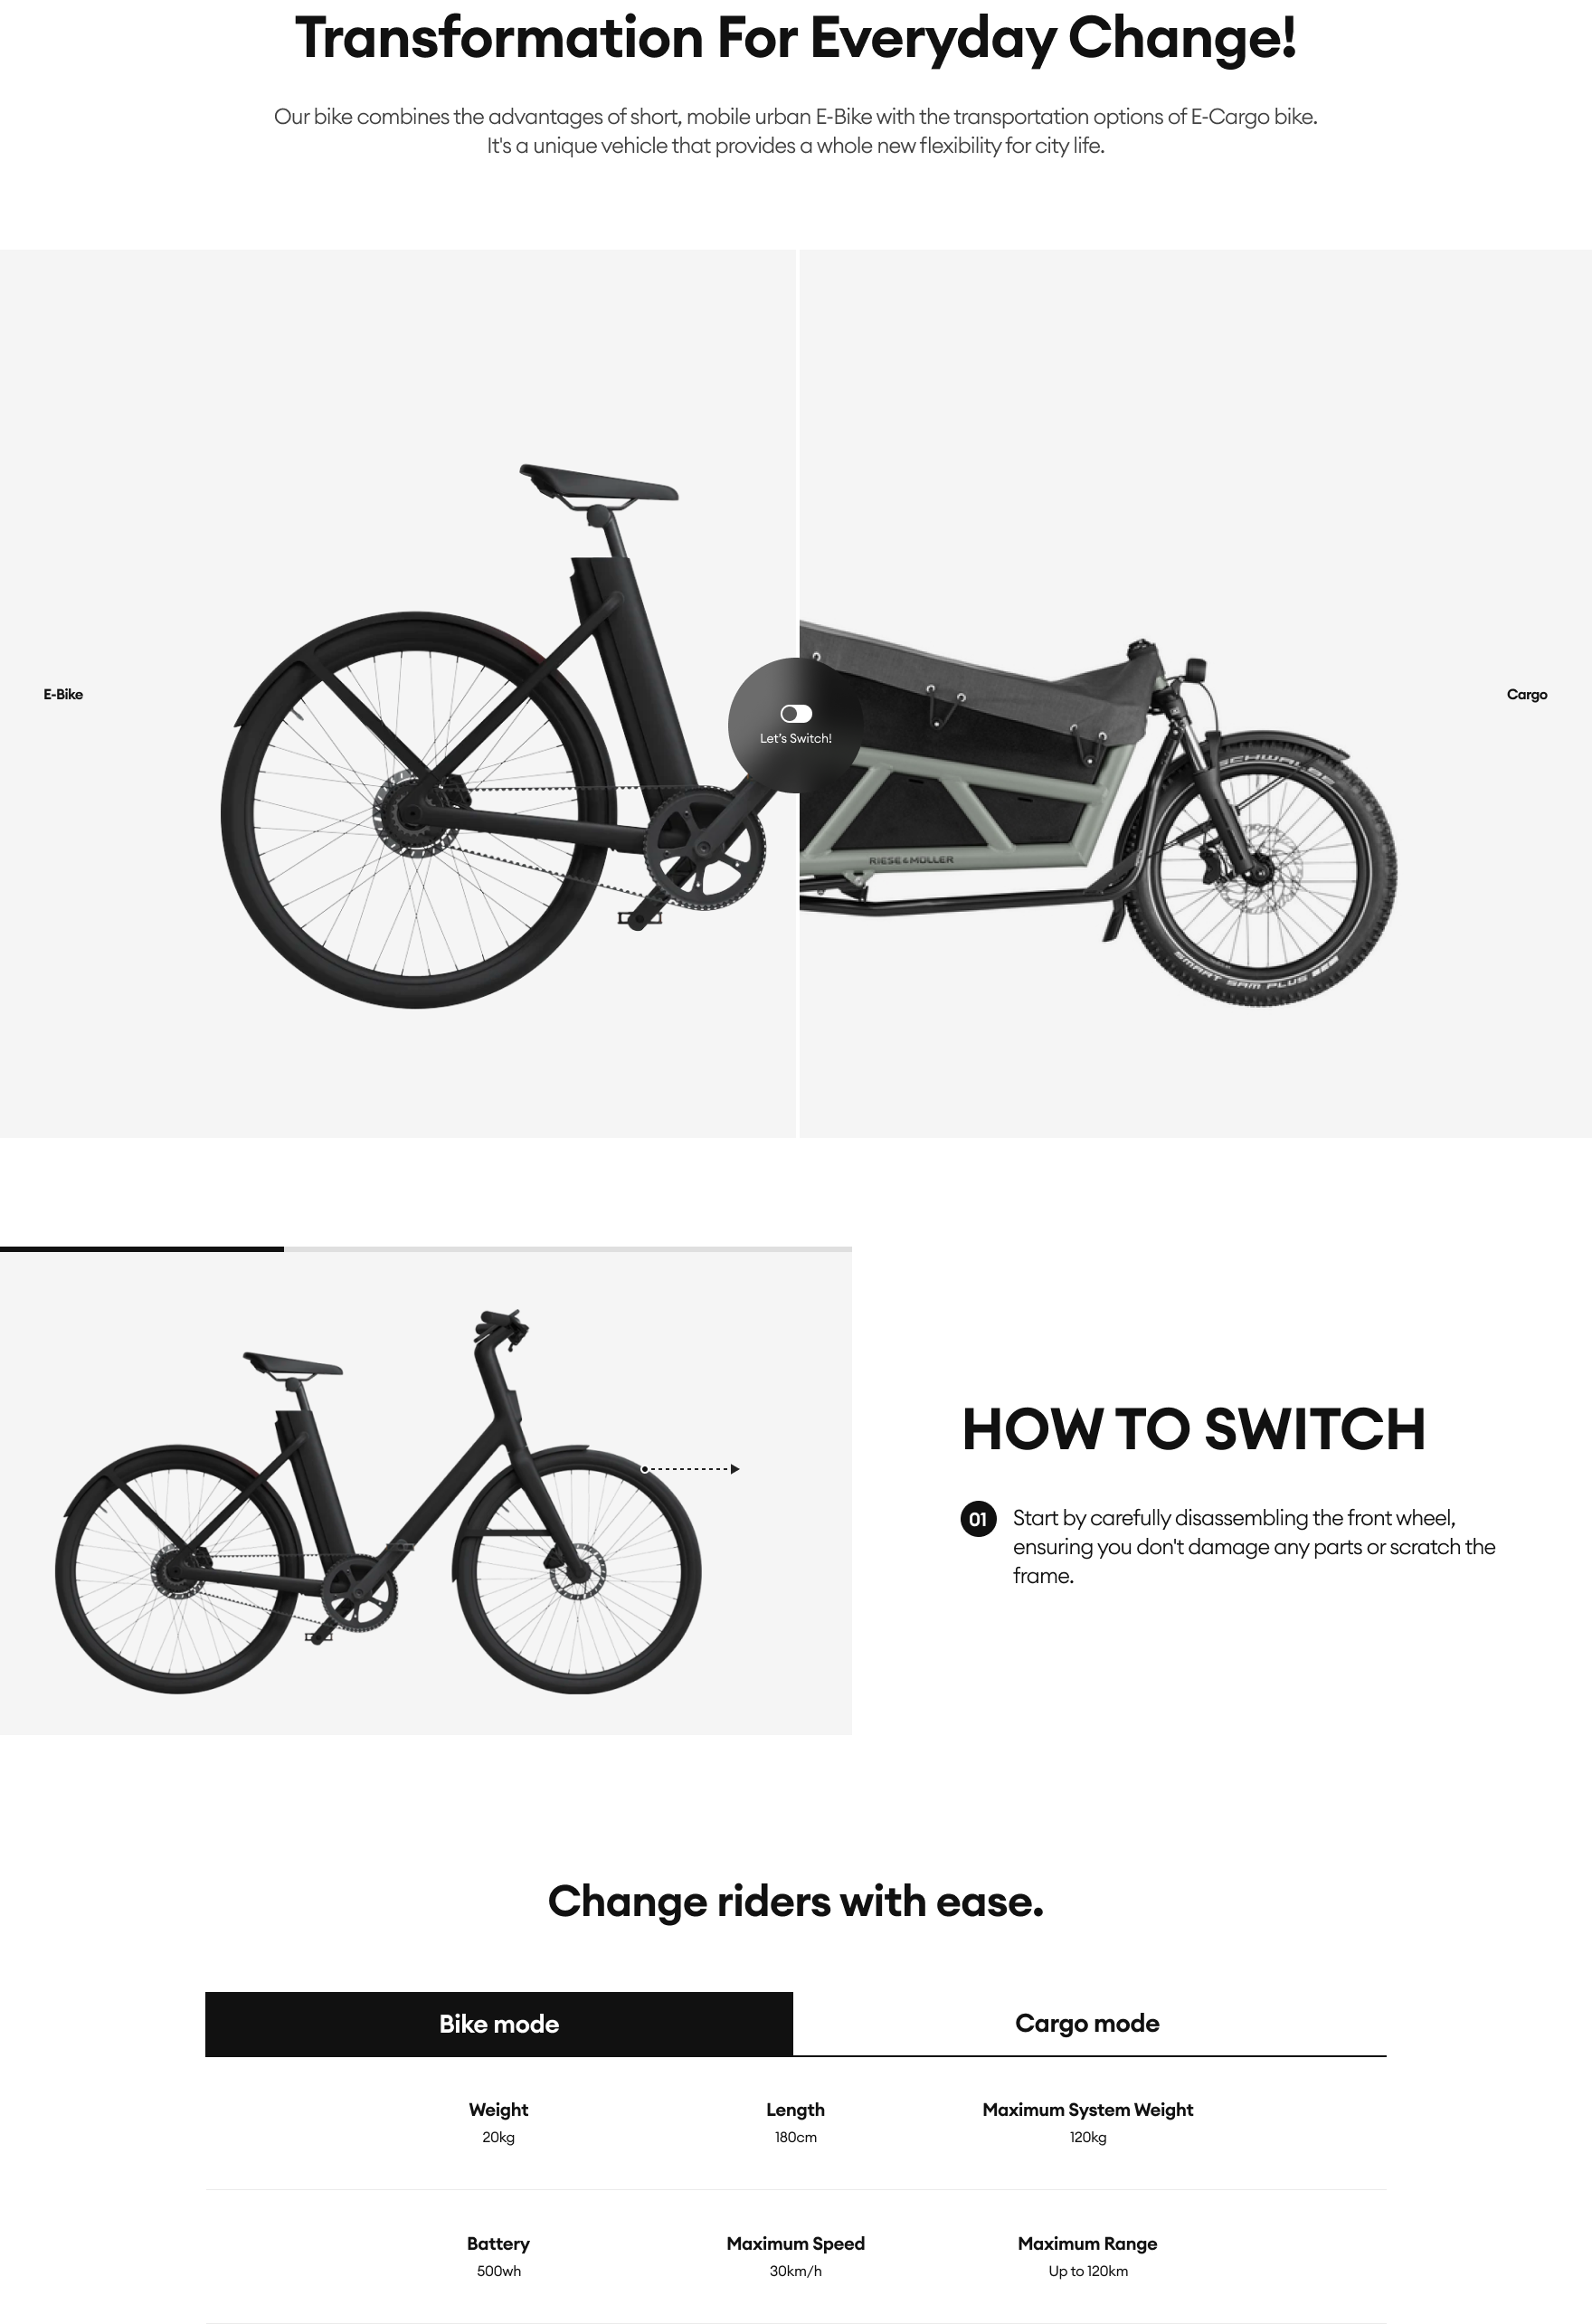 Transformation For Everyday Change!
Our bike combines the advantages of short, mobile urban E-Bike with the transportation options of E-Cargo bike.
It's a unique vehicle that provides a whole new flexibility for city life.
E-Bike
Let's Switch!
Cargo
SCHWALBE
RIESE & MÜLLER
SMART SAM PLUS
HOW TO SWITCH
01
Start by carefully disassembling the front wheel,
ensuring you don't damage any parts or scratch the
frame.
Change riders with ease.
Bike mode
Cargo mode
Weight
Length
Maximum System Weight
20kg
180cm
120kg
Battery
Maximum Speed
Maximum Range
500wh
30km/h
Up to 120km